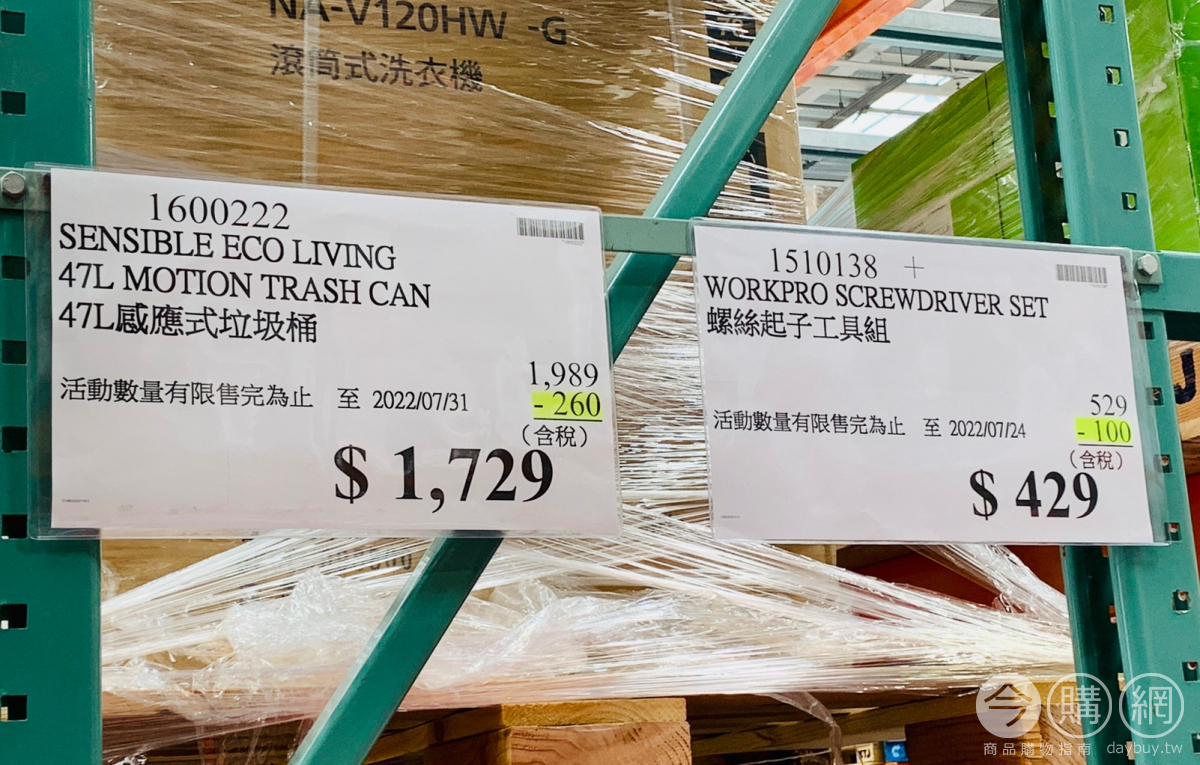 NA-V120HW -G
滾筒式洗衣機
1600222
SENSIBLE ECO LIVING
47L MOTION TRASH CAN
47L感應式垃圾桶
1,989
活動數量有限售完為止 至 2022/07/31
- 260
(含稅)
$ 1,729
1510138 +
WORKPRO SCREWDRIVER SET
螺絲起子工具組
529
活動數量有限售完為止 至 2022/07/24
- 100
(含稅)
$ 429
今購網
商品購物指南 daybuy.tw